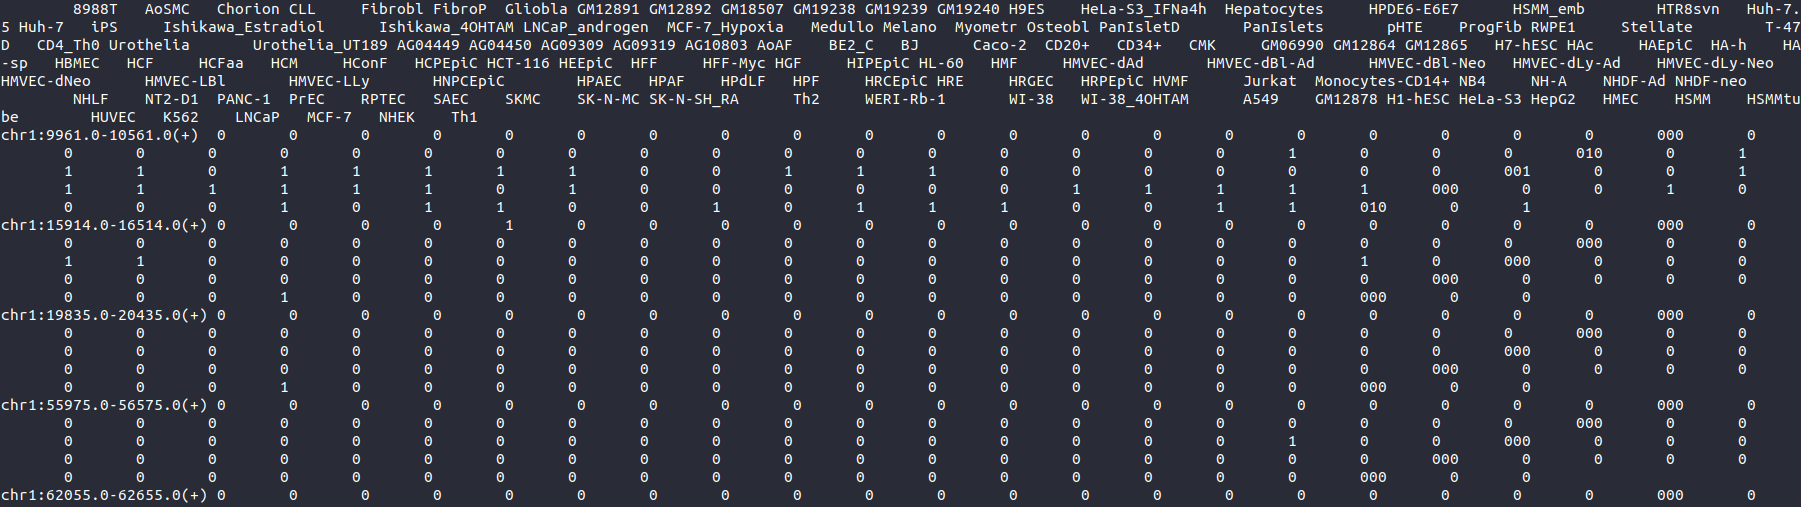 8988T AoSMC Chorion CLL Fibrobl FibroP Gliobla GM12891 GM12892 GM18507 GM19238 GM19239 GM19240 H9ES HeLa-S3_IFNa4h Hepatocytes HPDE6-E6E7 HSMM_emb HTR8svn Huh-7.
5 Huh-7 iPS Ishikawa_Estradiol Ishikawa_4OHTAM LNCaP_androgen MCF-7_Hypoxia Medullo Melano Myometr Osteobl PanIsletD PanIslets pHTE ProgFib RWPE1 Stellate T-47
D CD4_Th0 Urothelia Urothelia_UT189 AG04449 AG04450 AG09309 AG09319 AG10803 AoAF BE2_C BJ Caco-2 CD20+ CD34+ CMK GM06990 GM12864 GM12865 H7-hESC HAc HAEpiC HA-h HA
-sp HBMEC HCF HCFaa HCM HConF HCPEpiC HCT-116 HEEpiC HFF HFF-Myc HGF HIPEpiC HL-60 HMF HMVEC-dAd HMVEC-dBl-Ad HMVEC-dBl-Neo HMVEC-dLy-Ad HMVEC-dLy-Neo
HMVEC-dNeo HMVEC-LBl HMVEC-LLy HNPCEpiC HPAEC HPAF HPdLF HPF HRCEpiC HRE HRGEC HRPEpiC HVMF Jurkat Monocytes-CD14+ NB4 NH-A NHDF-Ad NHDF-neo
NHLF NT2-D1 PANC-1 PrEC RPTEC SAEC SKMC SK-N-MC SK-N-SH_RA Th2 WERI-Rb-1 WI-38 WI-38_4OHTAM A549 GM12878 H1-hESC HeLa-S3 HepG2 HMEC HSMM HSMMtu
be HUVEC K562 LNCaP MCF-7 NHEK Th1
chr1:9961.0-10561.0(+) 0 0 0 0 0 0 0 0 0 0 0 0 0 0 0 0 0 0 0 0 000 0
0 0 0 0 0 0 0 0 0 0 0 0 0 0 0 0 0 1 0 0 0 010 0 1
1 1 0 1 1 1 1 1 0 0 1 1 1 0 0 0 0 0 0 0 001 0 0 1
1 1 1 1 1 1 0 1 0 0 0 0 0 0 1 1 1 1 1 000 0 0 1 0
0 0 0 1 0 1 1 0 0 1 0 1 1 1 0 0 1 1 010 0 1
chr1:15914.0-16514.0(+) 0 0 0 0 1 0 0 0 0 0 0 0 0 0 0 0 0 0 0 0 000 0
0 0 0 0 0 0 0 0 0 0 0 0 0 0 0 0 0 0 0 0 0 000 0 0
1 1 0 0 0 0 0 0 0 0 0 0 0 0 0 0 0 0 1 0 000 0 0 0
0 0 0 0 0 0 0 0 0 0 0 0 0 0 0 0 0 0 0 000 0 0 0 0
0 0 0 1 0 0 0 0 0 0 0 0 0 0 0 0 0 0 000 0 0
chr1:19835.0-20435.0(+) 0 0 0 0 0 0 0 0 0 0 0 0 0 0 0 0 0 0 0 0 000 0
0 0 0 0 0 0 0 0 0 0 0 0 0 0 0 0 0 0 0 0 0 000 0 0
0 0 0 0 0 0 0 0 0 0 0 0 0 0 0 0 0 0 0 0 000 0 0 0
0 0 0 0 0 0 0 0 0 0 0 0 0 0 0 0 0 0 0 000 0 0 0 0
0 0 0 1 0 0 0 0 0 0 0 0 0 0 0 0 0 0 000 0 0
chr1:55975.0-56575.0(+) 0 0 0 0 0 0 0 0 0 0 0 0 0 0 0 0 0 0 0 0 000 0
0 0 0 0 0 0 0 0 0 0 0 0 0 0 0 0 0 0 0 0 0 000 0 0
0 0 0 0 0 0 0 0 0 0 0 0 0 0 0 0 0 1 0 0 000 0 0 0
0 0 0 0 0 0 0 0 0 0 0 0 0 0 0 0 0 0 0 000 0 0 0 0
0 0 0 0 0 0 0 0 0 0 0 0 0 0 0 0 0 0 000 0 0
chr1:62055.0-62655.0(+) 0 0 0 0 0 0 0 0 0 0 0 0 0 0 0 0 0 0 0 0 000 0